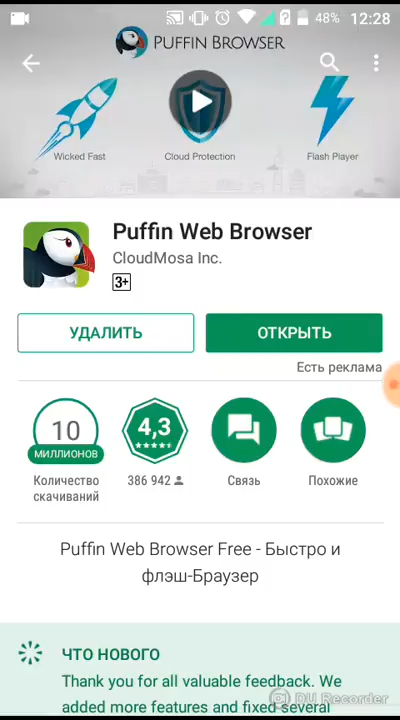 48% 12:28
PUFFIN BROWSER
Wicked Fast
Cloud Protection
Flash Player
Puffin Web Browser
CloudMosa Inc.
3+
УДАЛИТЬ
ОТКРЫТЬ
Есть реклама
10
МИЛЛИОНОВ
Количество
скачиваний
4,3
386 942
Связь
Похожие
Puffin Web Browser Free - Быстро и
флэш-Браузер
ЧТО НОВОГО
Thank you for all valuable feedback. We
added more features and fixed several
DU Recorder